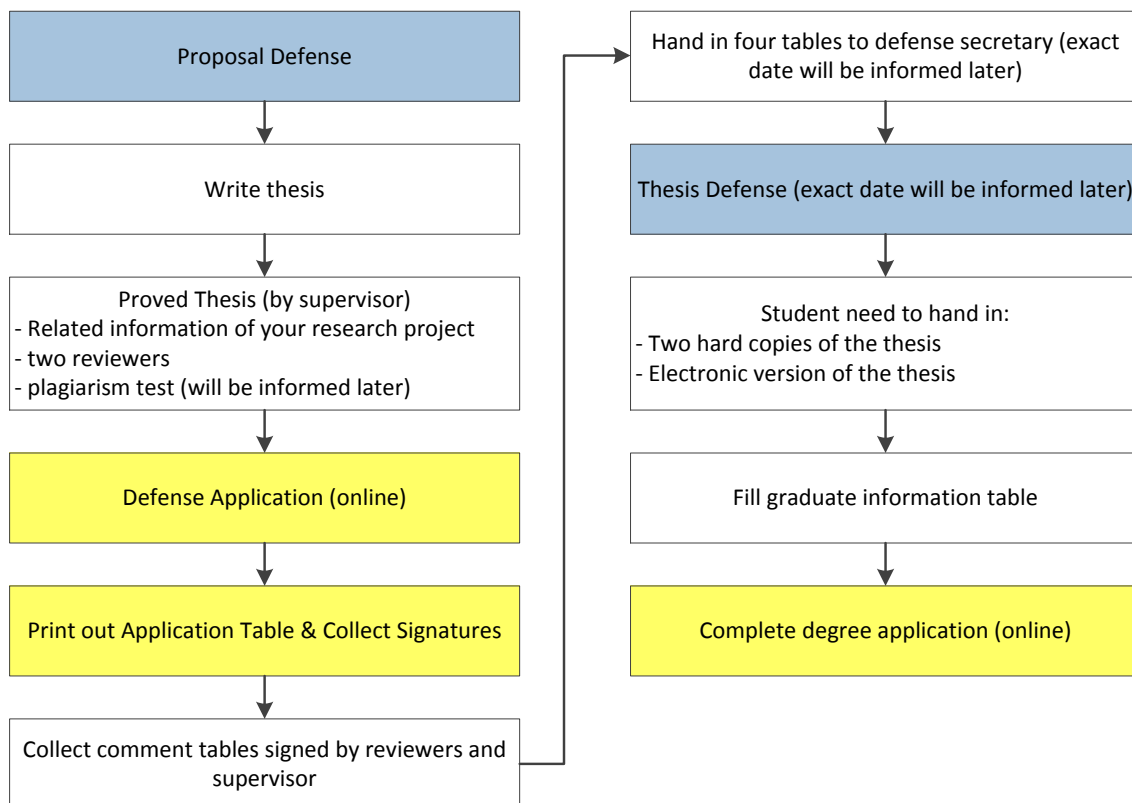 Proposal Defense
Write thesis
Proved Thesis (by supervisor)
- Related information of your research project
- two reviewers
- plagiarism test (will be informed later)
Defense Application (online)
Print out Application Table & Collect Signatures
Collect comment tables signed by reviewers and
supervisor
Hand in four tables to defense secretary (exact
date will be informed later)
Thesis Defense (exact date will be informed later)
Student need to hand in:
- Two hard copies of the thesis
- Electronic version of the thesis
Fill graduate information table
Complete degree application (online)